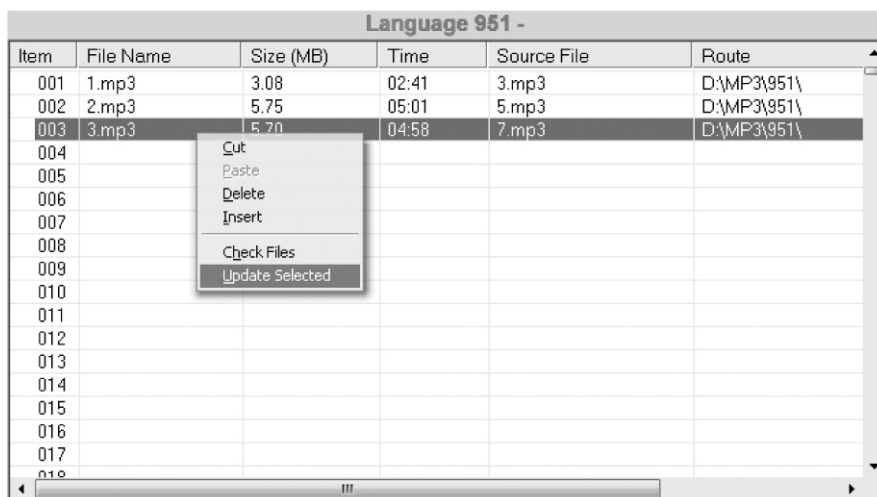 Language 951 -
Item File Name Size (MB) Time Source File Route
001 1.mp3 3.08 02:41 3.mp3 D:\MP3\951\
002 2.mp3 5.75 05:01 5.mp3 D:\MP3\951\
003 3.mp3 5.70 04:58 7.mp3 D:\MP3\951\
Cut
004
Paste
005
Delete
006
Insert
007
008
Check Files
009
Update Selected
010
011
012
013
014
015
016
017
018